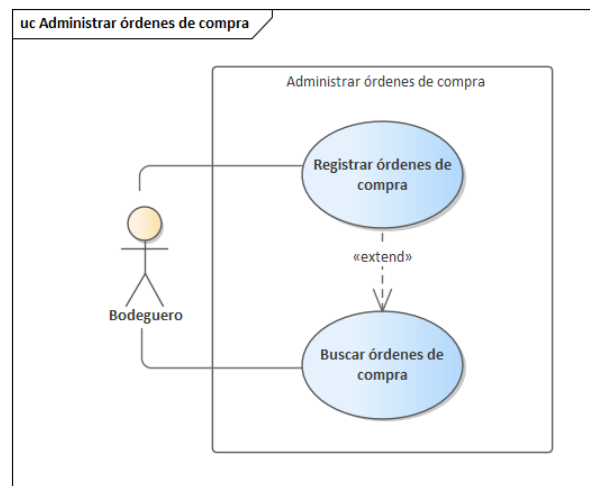 uc Administrar órdenes de compra
Administrar órdenes de compra
Registrar órdenes de
compra
«extend»
Bodeguero
Buscar órdenes de
compra